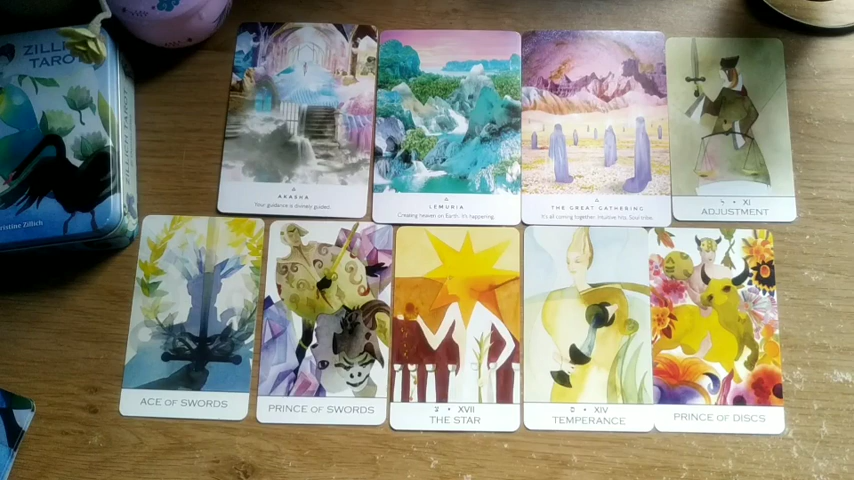 ZILLICH
TAROT
ZILLICH TAROT
Christine Zillich
AKASHA
Your guidance is divinely guided.
LEMURIA
Creating heaven on Earth. It's happening.
THE GREAT GATHERING
It's all coming together. Intuitive hits. Soul tribe.
XI
ADJUSTMENT
ACE OF SWORDS
PRINCE OF SWORDS
XVII
THE STAR
XIV
TEMPERANCE
PRINCE OF DISCS